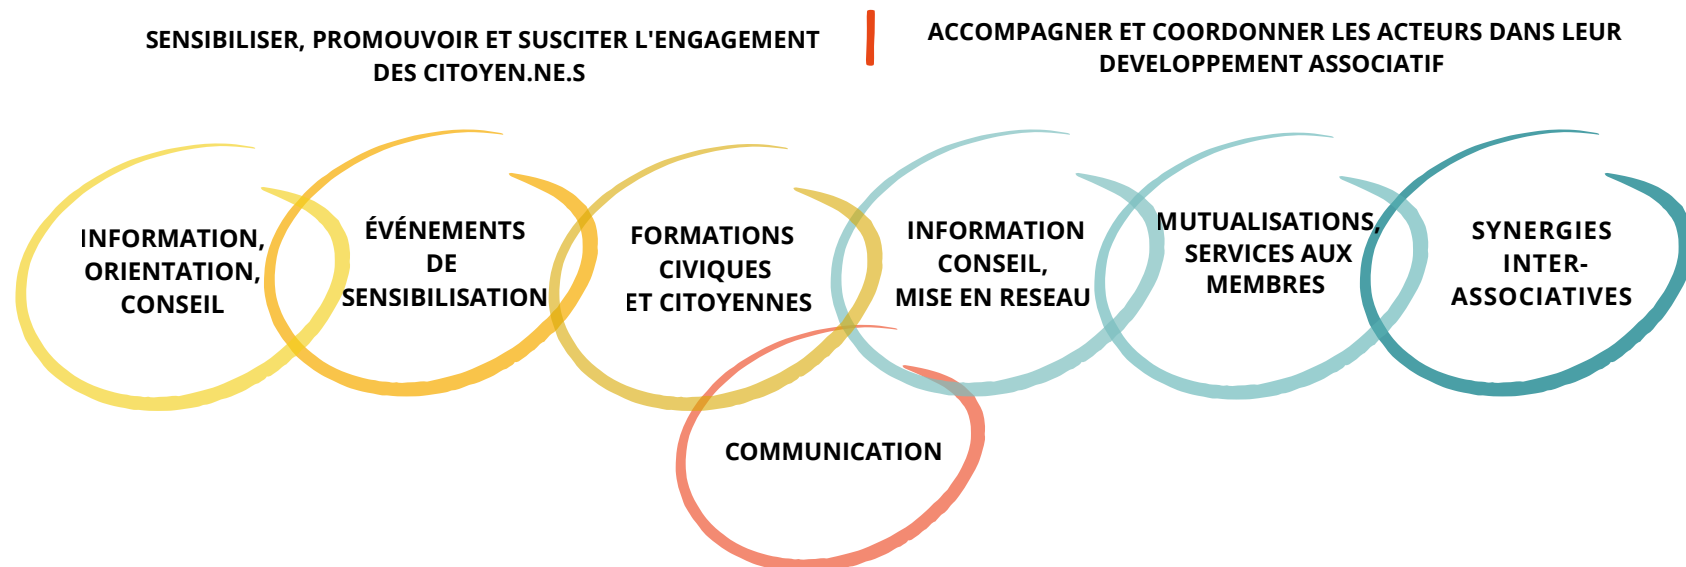 SENSIBILISER, PROMOUVOIR ET SUSCITER L'ENGAGEMENT
DES CITOYEN.NE.S
ACCOMPAGNER ET COORDONNER LES ACTEURS DANS LEUR
DEVELOPPEMENT ASSOCIATIF
INFORMATION,
ORIENTATION,
CONSEIL
ÉVÉNEMENTS
DE
SENSIBILISATION
FORMATIONS
CIVIQUES
ET CITOYENNES
INFORMATION
CONSEIL,
MISE EN RESEAU
MUTUALISATIONS,
SERVICES AUX
MEMBRES
SYNERGIES
INTER-
ASSOCIATIVES
COMMUNICATION